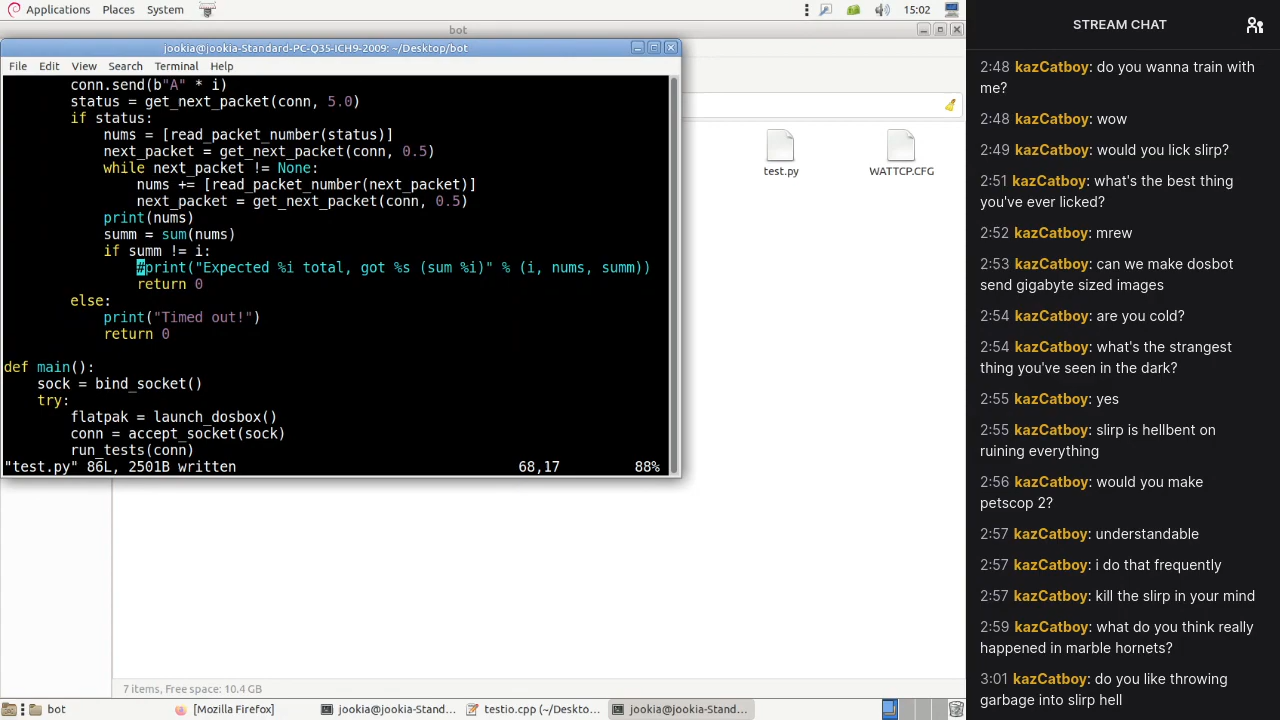 Applications Places System 15:02
bot
jookia@jookia-Standard-PC-Q35-ICH9-2009: ~/Desktop/bot
File Edit View Search Terminal Help
conn.send(b"A" * i)
status = get_next_packet(conn, 5.0)
if status:
nums = [read_packet_number(status)]
next_packet = get_next_packet(conn, 0.5)
while next_packet != None:
nums += [read_packet_number(next_packet)]
next_packet = get_next_packet(conn, 0.5)
print(nums)
summ = sum(nums)
if summ != i:
#print("Expected %i total, got %s (sum %i)" % (i, nums, summ))
return 0
else:
print("Timed out!")
return 0
def main():
sock = bind_socket()
try:
flatpak = launch_dosbox()
conn = accept_socket(sock)
run_tests(conn)
"test.py" 86L, 2501B written 68,17 88%
test.py
WATTCP.CFG
7 items, Free space: 10.4 GB
bot
[Mozilla Firefox]
jookia@jookia-Stand...
testio.cpp (~/Deskto...
jookia@jookia-Stand...
STREAM CHAT
2:48 kazCatboy: do you wanna train with
me?
2:48 kazCatboy: wow
2:49 kazCatboy: would you lick slirp?
2:51 kazCatboy: what's the best thing
you've ever licked?
2:52 kazCatboy: mrew
2:53 kazCatboy: can we make dosbot
send gigabyte sized images
2:54 kazCatboy: are you cold?
2:54 kazCatboy: what's the strangest
thing you've seen in the dark?
2:55 kazCatboy: yes
2:55 kazCatboy: slirp is hellbent on
ruining everything
2:56 kazCatboy: would you make
petscop 2?
2:57 kazCatboy: understandable
2:57 kazCatboy: i do that frequently
2:57 kazCatboy: kill the slirp in your mind
2:59 kazCatboy: what do you think really
happened in marble hornets?
3:01 kazCatboy: do you like throwing
garbage into slirp hell